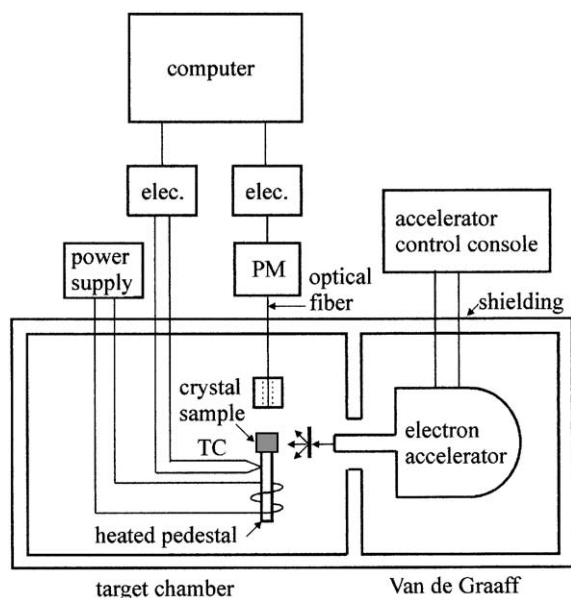 computer
elec.
elec.
accelerator
control console
power
supply
PM
optical
fiber
shielding
crystal
sample
TC
electron
accelerator
heated pedestal
target chamber
Van de Graaff